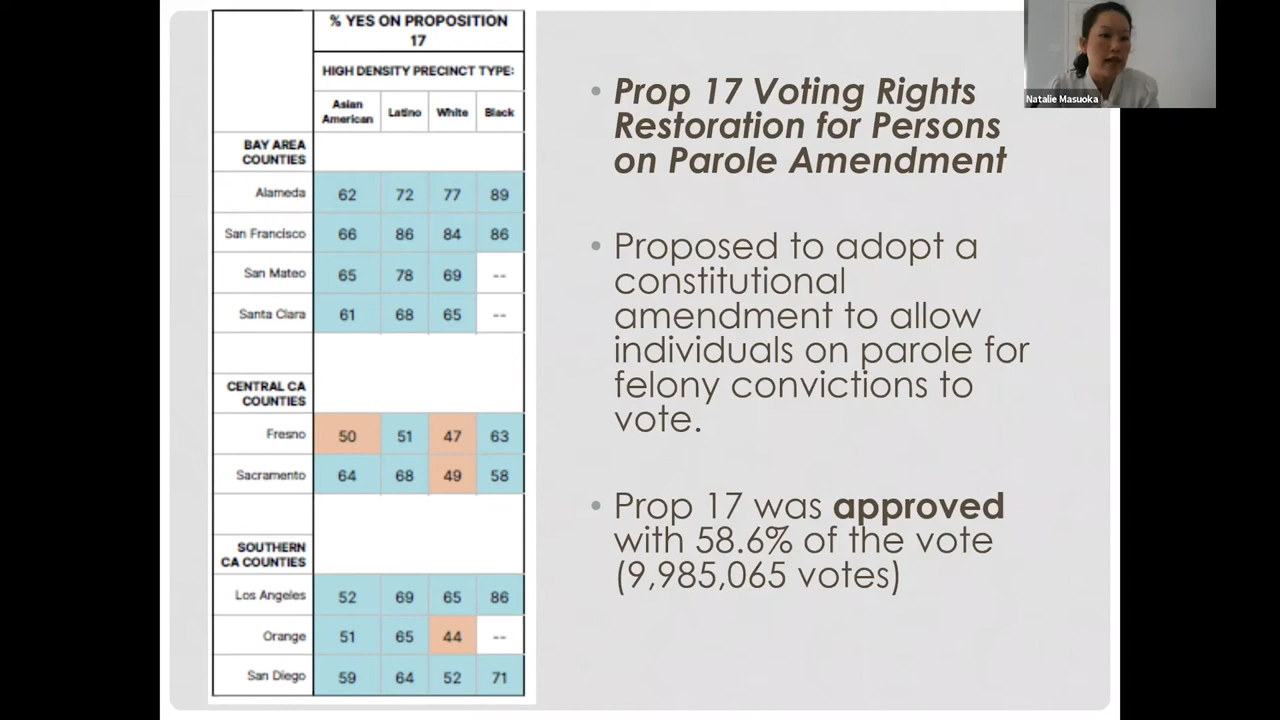 % YES ON PROPOSITION
17
HIGH DENSITY PRECINCT TYPE:
Asian American Latino White Black
BAY AREA COUNTIES
Alameda 62 72 77 89
San Francisco 66 86 84 86
San Mateo 65 78 69 --
Santa Clara 61 68 65 --
CENTRAL CA COUNTIES
Fresno 50 51 47 63
Sacramento 64 68 49 58
SOUTHERN CA COUNTIES
Los Angeles 52 69 65 86
Orange 51 65 44 --
San Diego 59 64 52 71
• Prop 17 Voting Rights
Restoration for Persons
on Parole Amendment
• Proposed to adopt a
constitutional
amendment to allow
individuals on parole for
felony convictions to
vote.
• Prop 17 was approved
with 58.6% of the vote
(9,985,065 votes)
Natalie Masuoka